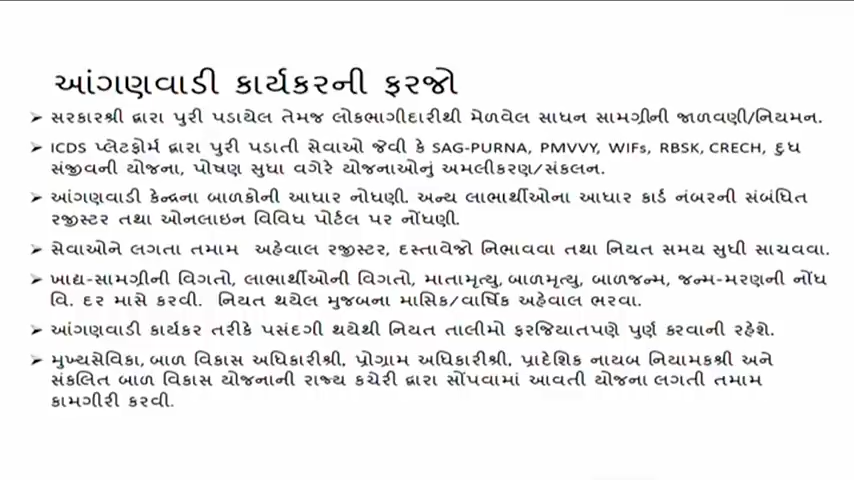 આંગણવાડી કાર્યકરની ફરજો
➢ સરકારશ્રી દ્વારા પુરી પડાયેલ તેમજ લોકભાગીદારીથી મેળવેલ સાધન સામગ્રીની જાળવણી/નિયમન.
➢ ICDS પ્લેટફોર્મ દ્વારા પુરી પડાતી સેવાઓ જેવી કે SAG-PURNA, PMVVY, WIFs, RBSK, CRECH, દુધ
સંજીવની યોજના, પોષણ સુધા વગેરે યોજનાઓનું અમલીકરણ/સંકલન.
➢ આંગણવાડી કેન્દ્રના બાળકોની આધાર નોધણી. અન્ય લાભાર્થીઓના આધાર કાર્ડ નંબરની સંબંધિત
રજીસ્ટર તથા ઓનલાઇન વિવિધ પોર્ટલ પર નોંધણી.
➢ સેવાઓને લગતા તમામ અહેવાલ રજીસ્ટર, દસ્તાવેજો નિભાવવા તથા નિયત સમય સુધી સાચવવા.
➢ ખાદ્ય-સામગ્રીની વિગતો, લાભાર્થીઓની વિગતો, માતામૃત્યુ, બાળમૃત્યુ, બાળજન્મ, જન્મ-મરણની નોંધ
વિ. દર માસે કરવી. નિયત થયેલ મુજબના માસિક/વાર્ષિક અહેવાલ ભરવા.
➢ આંગણવાડી કાર્યકર તરીકે પસંદગી થયેથી નિયત તાલીમો ફરજિયાતપણે પુર્ણ કરવાની રહેશે.
➢ મુખ્યસેવિકા, બાળ વિકાસ અધિકારીશ્રી, પ્રોગ્રામ અધિકારીશ્રી, પ્રાદેશિક નાયબ નિયામકશ્રી અને
સંકલિત બાળ વિકાસ યોજનાની રાજ્ય કચેરી દ્વારા સોંપવામાં આવતી યોજના લગતી તમામ
કામગીરી કરવી.